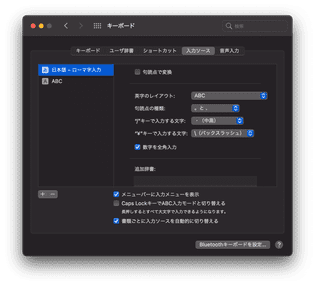 キーボード
検索
キーボード ユーザ辞書 ショートカット 入力ソース 音声入力
あ 日本語 – ローマ字入力
A ABC
句読点で変換
英字のレイアウト: ABC
句読点の種類: 。と 、
"/"キーで入力する文字: ・(中黒)
"¥"キーで入力する文字: \ (バックスラッシュ)
数字を全角入力
追加辞書:
+ −
メニューバーに入力メニューを表示
Caps LockキーでABC入力モードと切り替える
長押しするとすべて大文字で入力できるようになります。
書類ごとに入力ソースを自動的に切り替える
Bluetoothキーボードを設定... ?